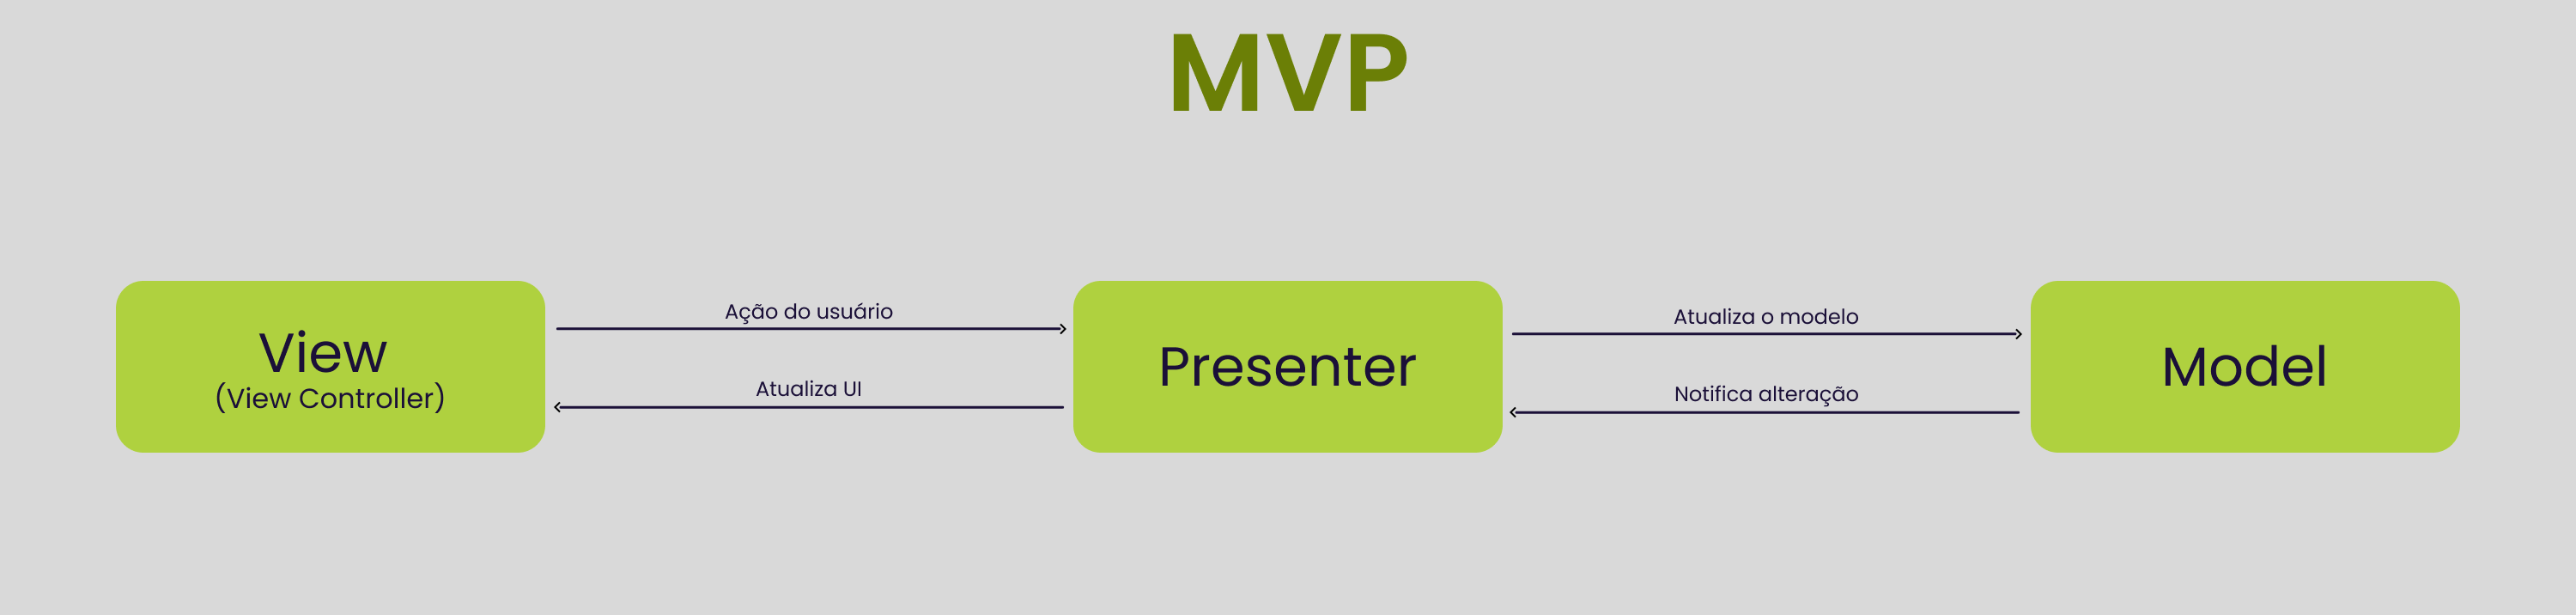 MVP
View
(View Controller)
Ação do usuário
Atualiza UI
Presenter
Atualiza o modelo
Notifica alteração
Model